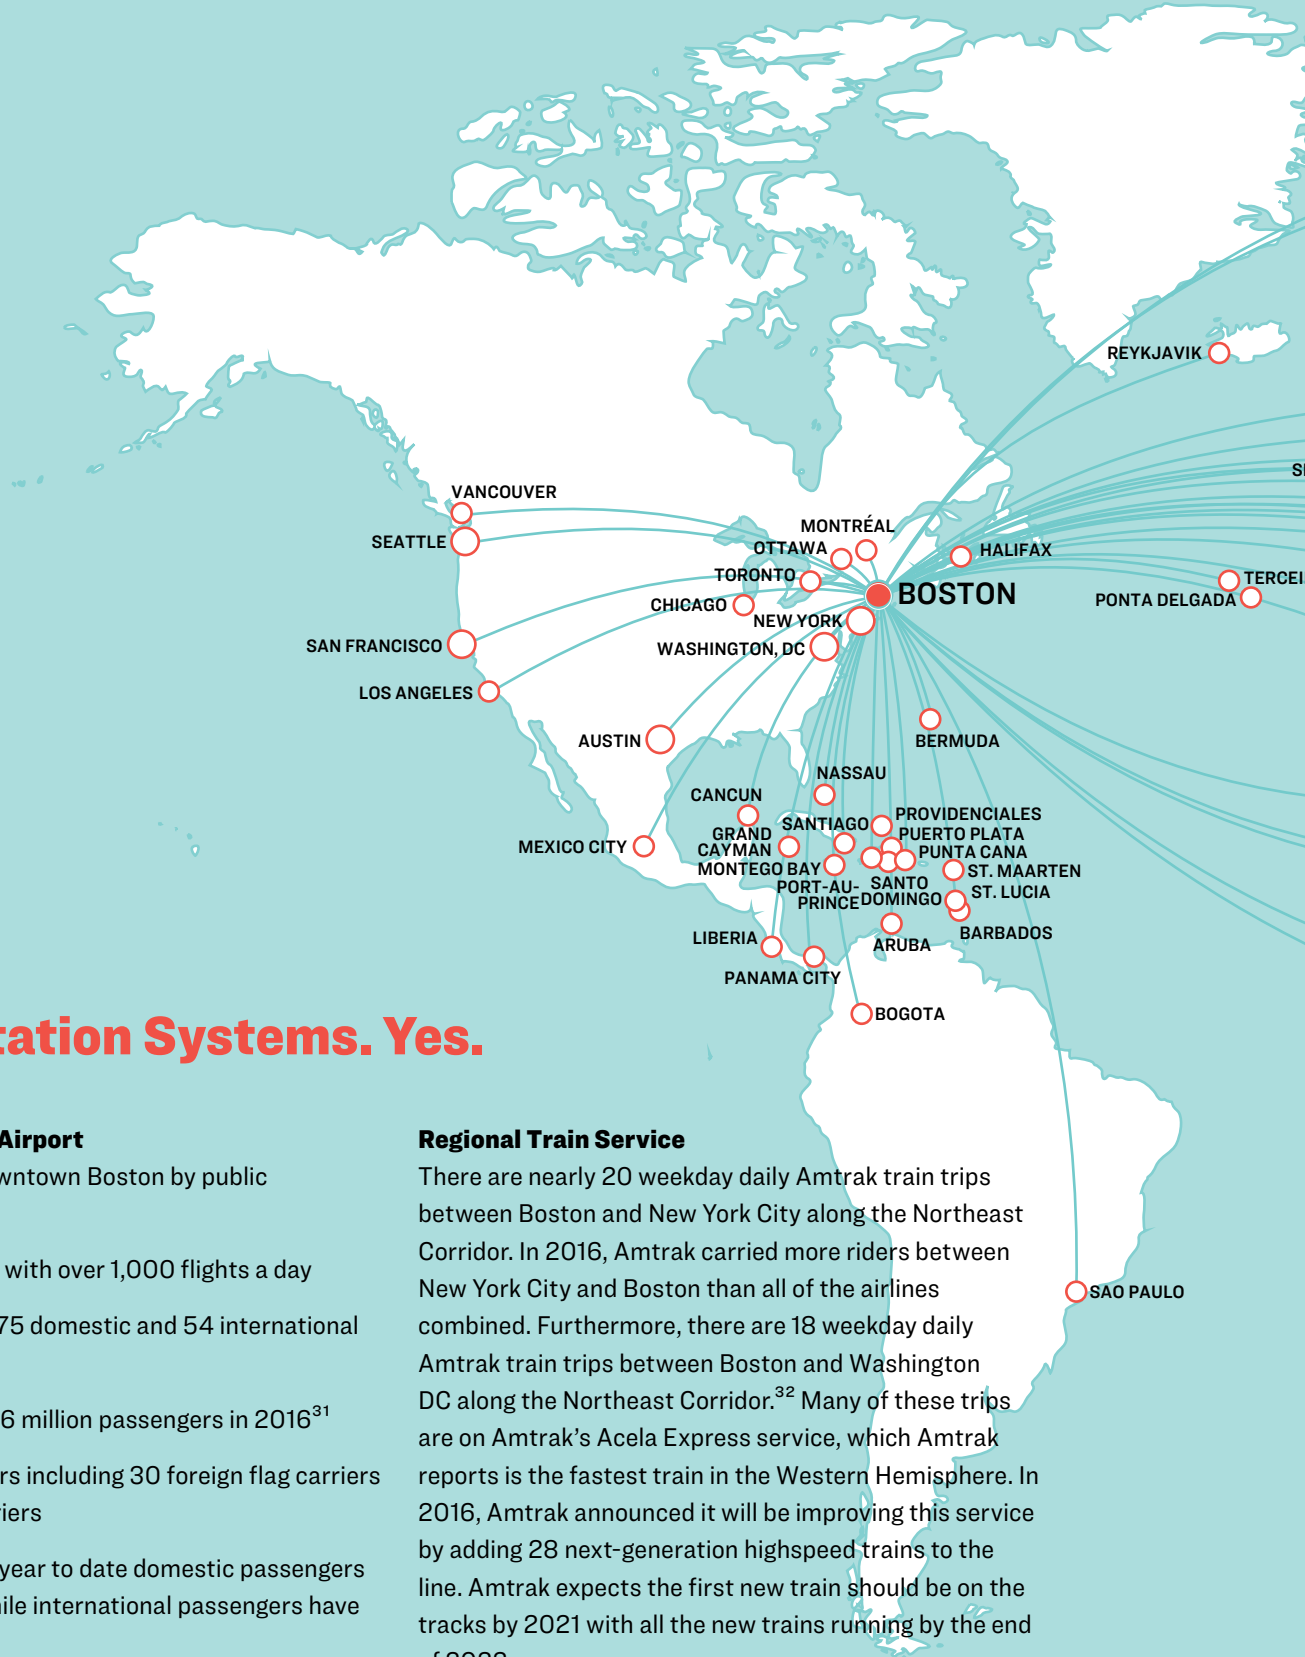 REYKJAVIK
VANCOUVER
SEATTLE
MONTRÉAL
OTTAWA
HALIFAX
TORONTO
BOSTON
CHICAGO
PONTA DELGADA
NEW YORK
SAN FRANCISCO
WASHINGTON, DC
LOS ANGELES
AUSTIN
BERMUDA
NASSAU
CANCUN
PROVIDENCIALES
SANTIAGO
GRAND
CAYMAN
PUERTO PLATA
MEXICO CITY
PUNTA CANA
MONTEGO BAY
ST. MAARTEN
PORT-AU-
PRINCE
SANTO
DOMINGO
ST. LUCIA
BARBADOS
LIBERIA
ARUBA
PANAMA CITY
BOGOTA
SAO PAULO
tation Systems. Yes.
Airport
wntown Boston by public
with over 1,000 flights a day
75 domestic and 54 international
6 million passengers in 2016³¹
rs including 30 foreign flag carriers
iers
year to date domestic passengers
ile international passengers have
Regional Train Service
There are nearly 20 weekday daily Amtrak train trips
between Boston and New York City along the Northeast
Corridor. In 2016, Amtrak carried more riders between
New York City and Boston than all of the airlines
combined. Furthermore, there are 18 weekday daily
Amtrak train trips between Boston and Washington
DC along the Northeast Corridor.³² Many of these trips
are on Amtrak’s Acela Express service, which Amtrak
reports is the fastest train in the Western Hemisphere. In
2016, Amtrak announced it will be improving this service
by adding 28 next-generation highspeed trains to the
line. Amtrak expects the first new train should be on the
tracks by 2021 with all the new trains running by the end